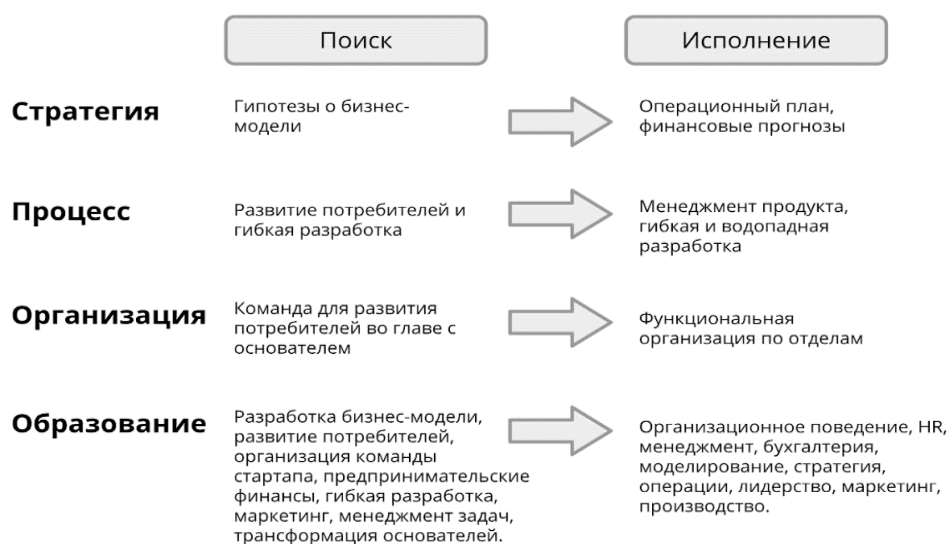 Поиск
Исполнение
Стратегия
Гипотезы о бизнес-
модели
Операционный план,
финансовые прогнозы
Процесс
Развитие потребителей и
гибкая разработка
Менеджмент продукта,
гибкая и водопадная
разработка
Организация
Команда для развития
потребителей во главе с
основателем
Функциональная
организация по отделам
Образование
Разработка бизнес-модели,
развитие потребителей,
организация команды
стартапа, предпринимательские
финансы, гибкая разработка,
маркетинг, менеджмент задач,
трансформация основателей.
Организационное поведение, HR,
менеджмент, бухгалтерия,
моделирование, стратегия,
операции, лидерство, маркетинг,
производство.